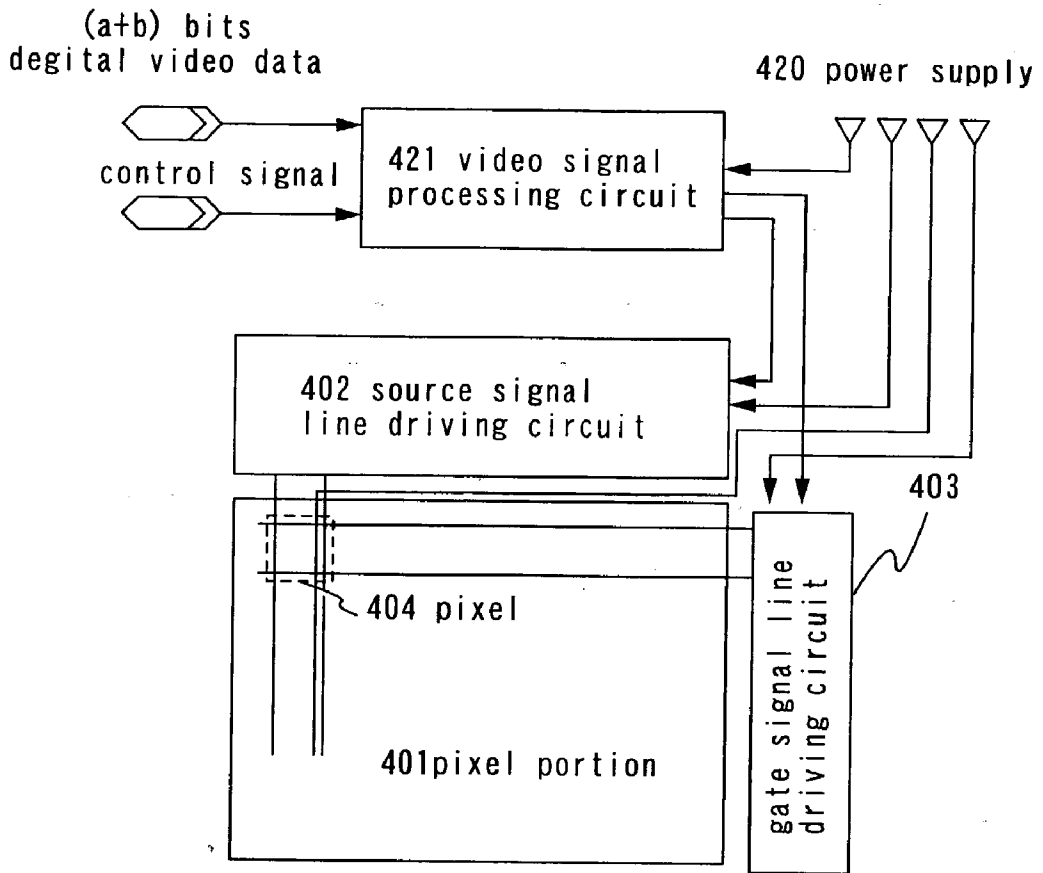 (a+b) bits
degital video data
420 power supply
421 video signal
processing circuit
control signal
402 source signal
line driving circuit
403
404 pixel
gate signal line
driving circuit
401pixel portion